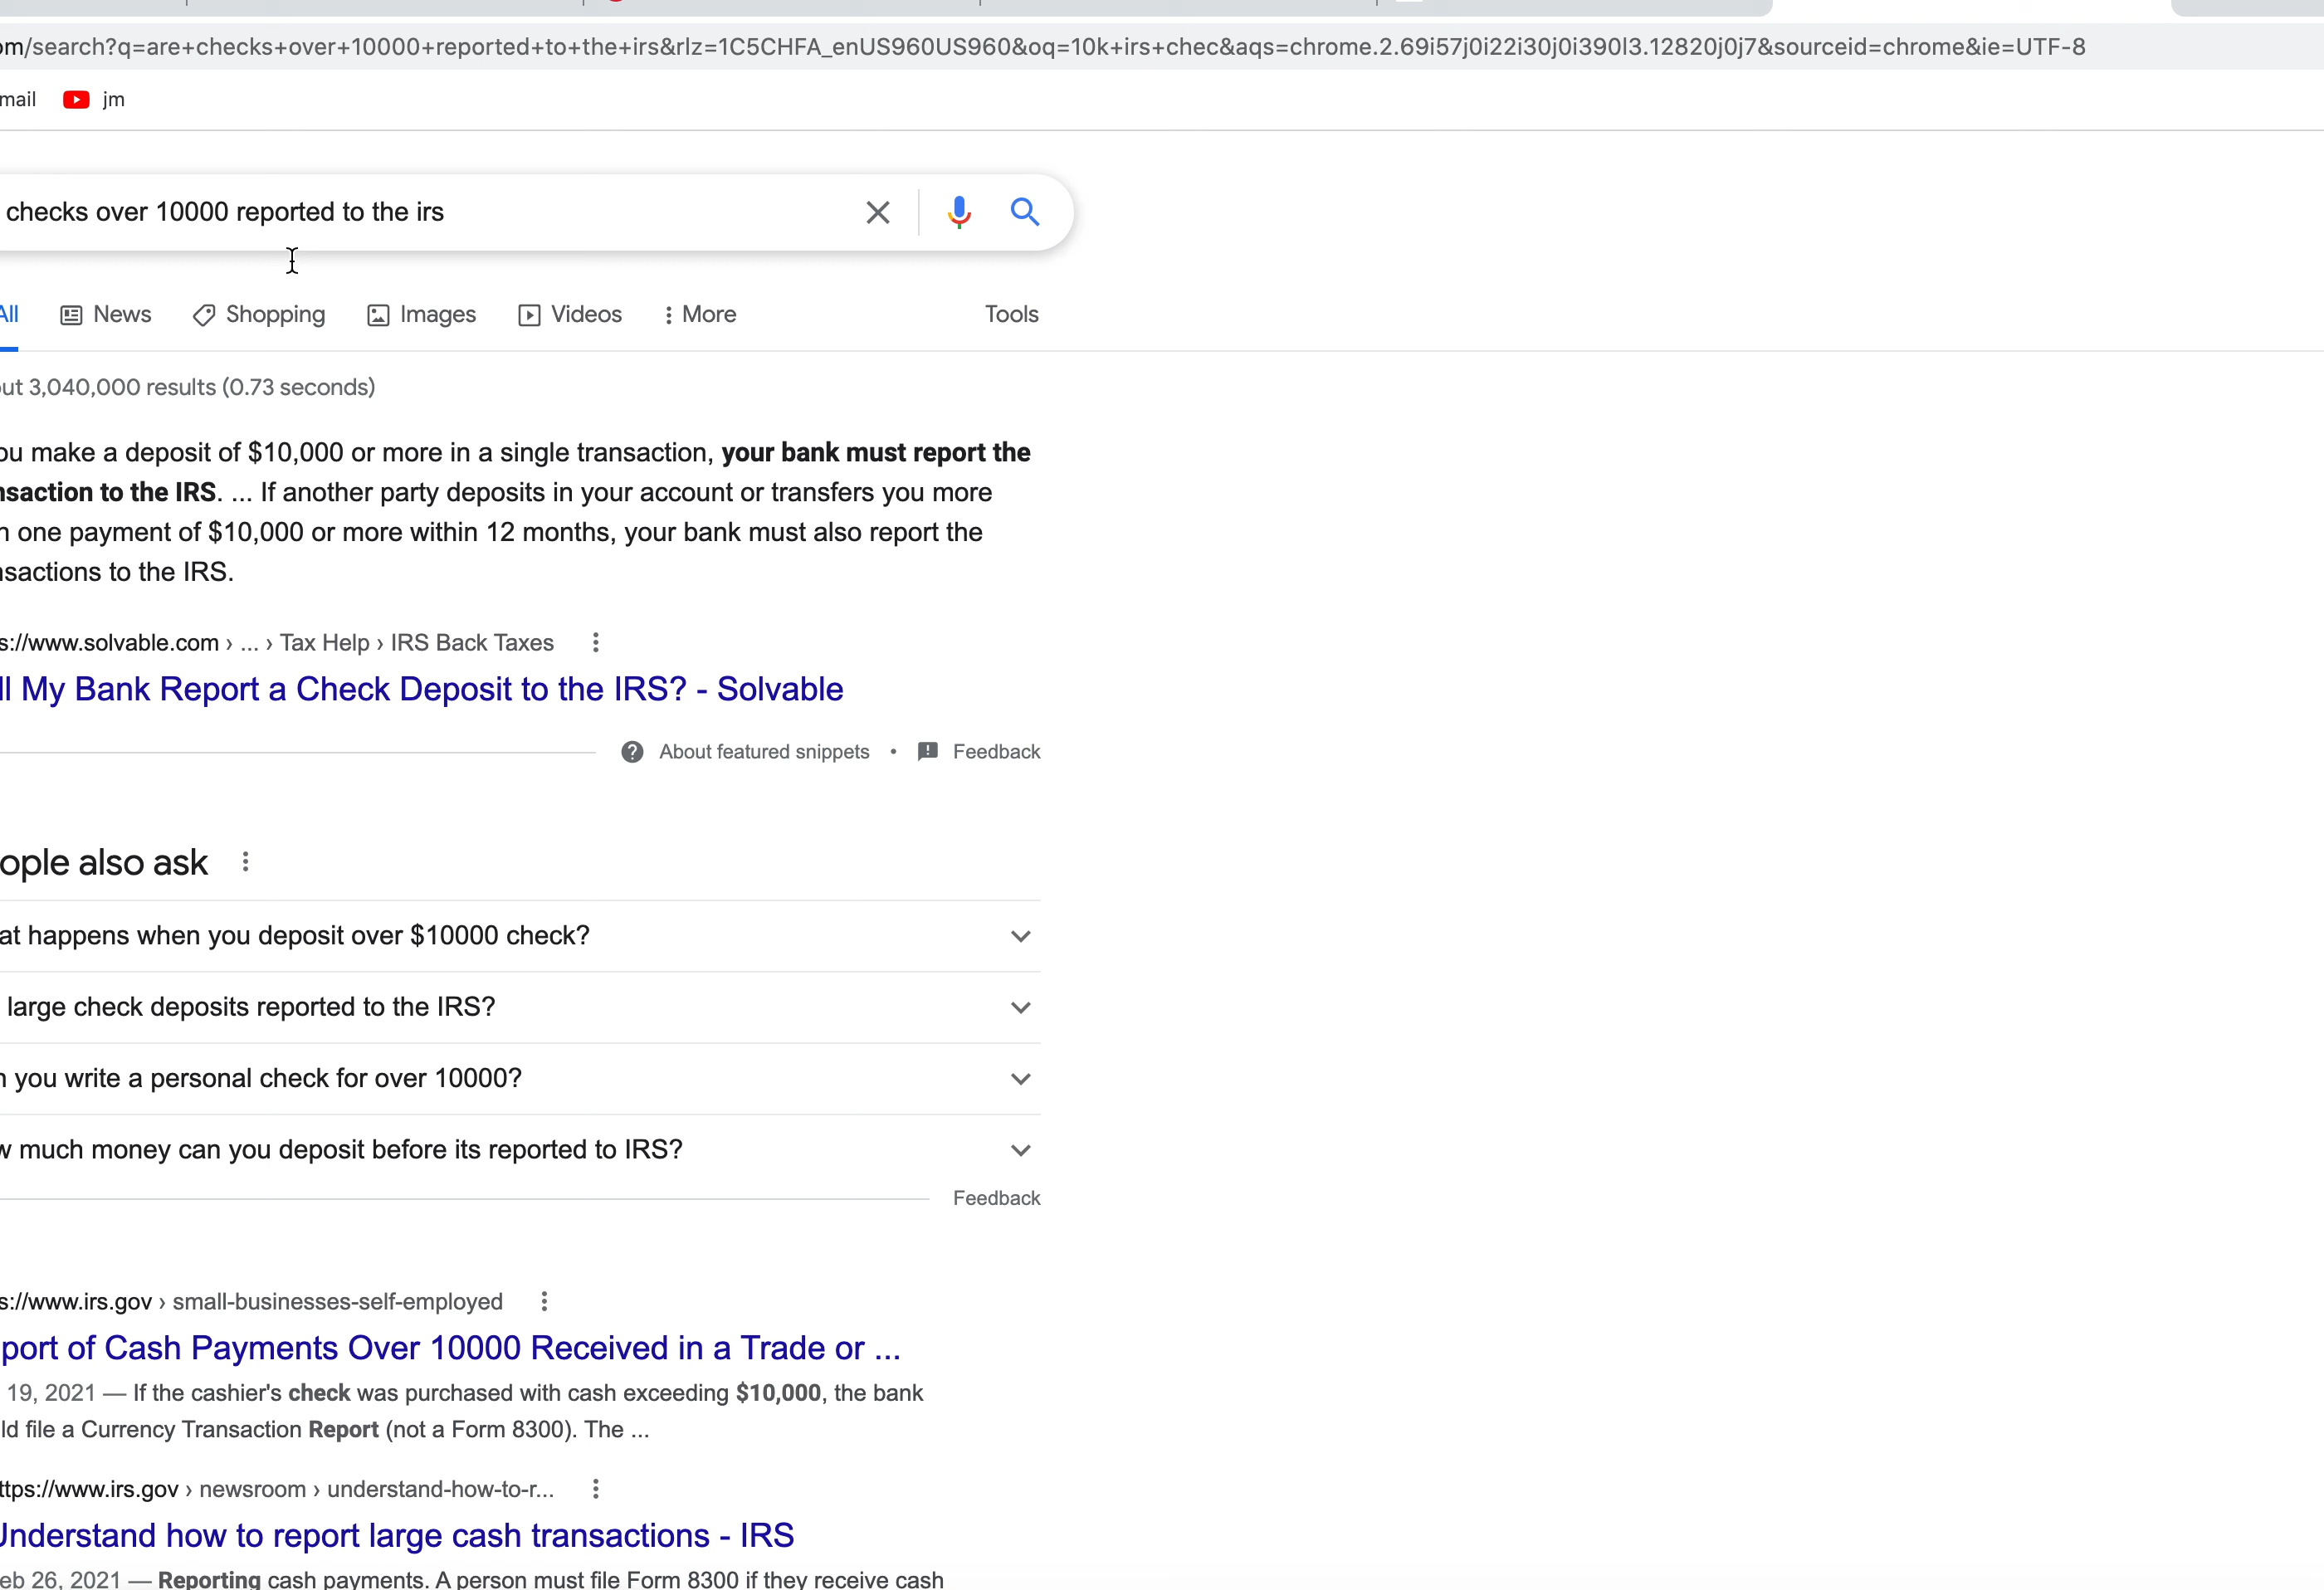 om/search?q=are+checks+over+10000+reported+to+the+irs&rlz=1C5CHFA_enUS960US960&oq=10k+irs+chec&aqs=chrome.2.69i57j0i22i30j0i390l3.12820j0j7&sourceid=chrome&ie=UTF-8
mail jm
checks over 10000 reported to the irs
All News Shopping Images Videos More Tools
out 3,040,000 results (0.73 seconds)
ou make a deposit of $10,000 or more in a single transaction, your bank must report the
nsaction to the IRS. ... If another party deposits in your account or transfers you more
n one payment of $10,000 or more within 12 months, your bank must also report the
nsactions to the IRS.
s://www.solvable.com › ... › Tax Help › IRS Back Taxes
ll My Bank Report a Check Deposit to the IRS? - Solvable
About featured snippets • Feedback
ople also ask
at happens when you deposit over $10000 check?
large check deposits reported to the IRS?
n you write a personal check for over 10000?
w much money can you deposit before its reported to IRS?
Feedback
s://www.irs.gov › small-businesses-self-employed
port of Cash Payments Over 10000 Received in a Trade or ...
19, 2021 — If the cashier's check was purchased with cash exceeding $10,000, the bank
ld file a Currency Transaction Report (not a Form 8300). The ...
ttps://www.irs.gov › newsroom › understand-how-to-r...
Understand how to report large cash transactions - IRS
eb 26, 2021 — Reporting cash payments. A person must file Form 8300 if they receive cash